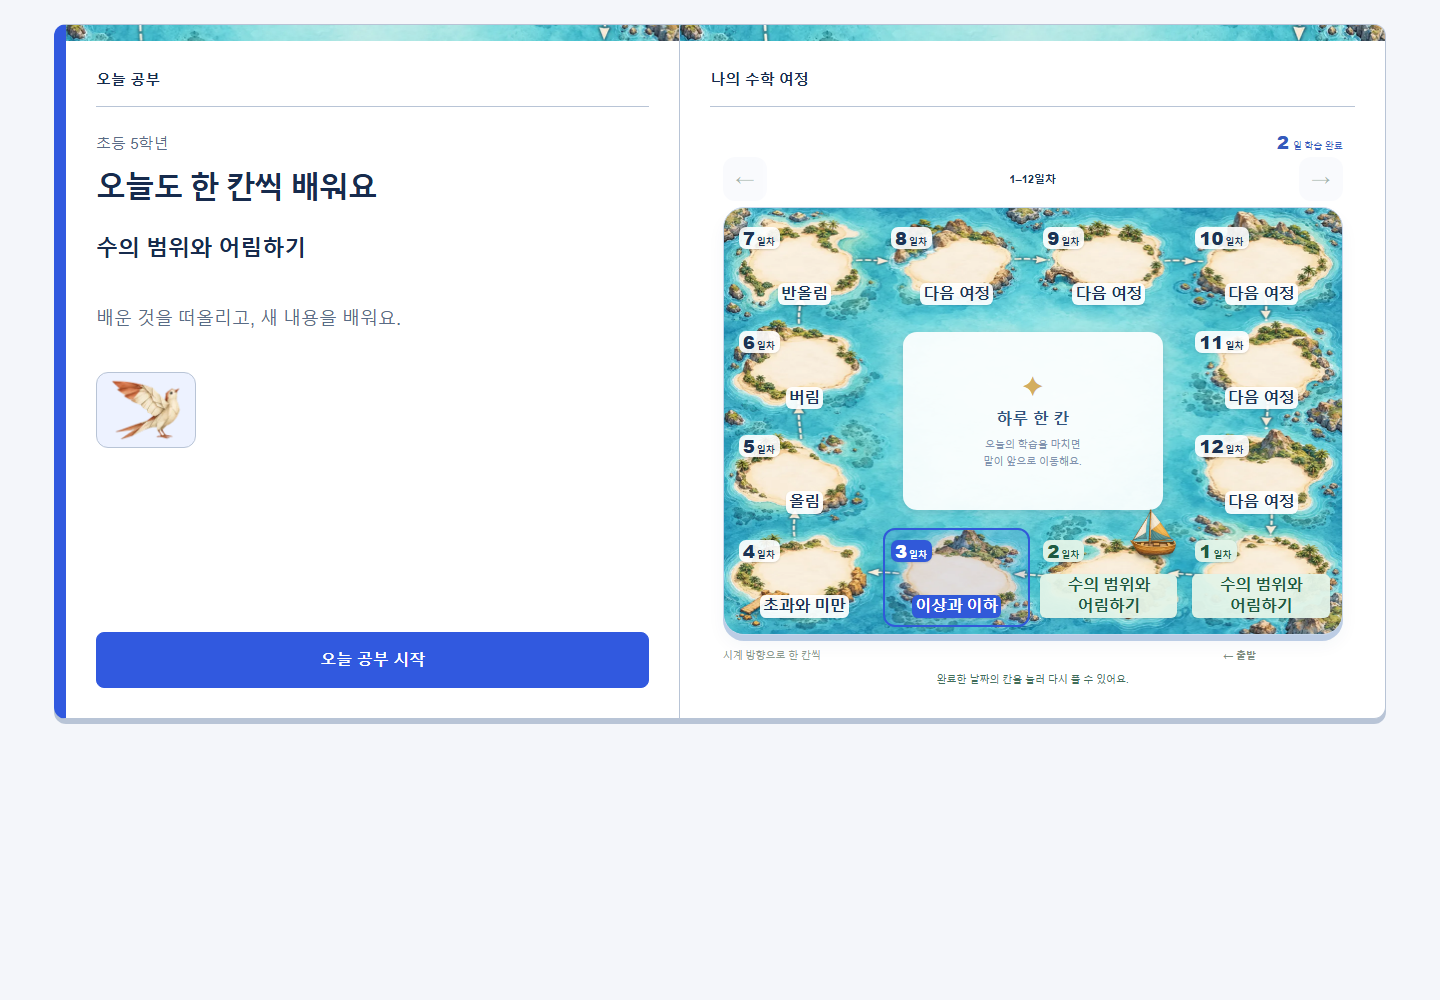 오늘 공부
초등 5학년
오늘도 한 칸씩 배워요
수의 범위와 어림하기
배운 것을 떠올리고, 새 내용을 배워요.
오늘 공부 시작
나의 수학 여정
2 일 학습 완료
←
1–12일차
→
7 일차
반올림
8 일차
다음 여정
9 일차
다음 여정
10 일차
다음 여정
6 일차
버림
11 일차
다음 여정
하루 한 칸
오늘의 학습을 마치면
말이 앞으로 이동해요.
5 일차
올림
12 일차
다음 여정
4 일차
초과와 미만
3 일차
이상과 이하
2 일차
수의 범위와
어림하기
1 일차
수의 범위와
어림하기
시계 방향으로 한 칸씩
← 출발
완료한 날짜의 칸을 눌러 다시 풀 수 있어요.